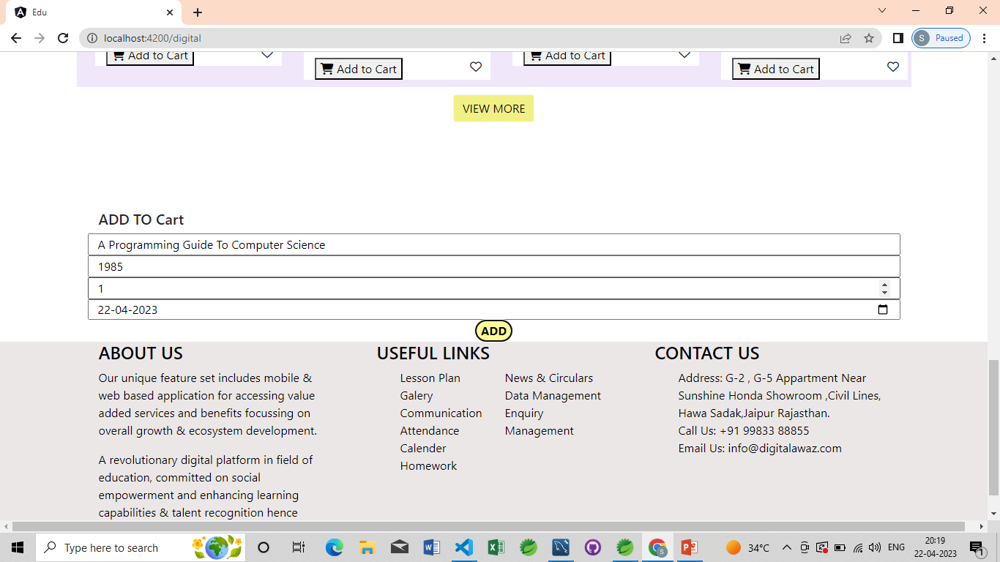 Edu
localhost:4200/digital
S Paused
Add to Cart
Add to Cart
Add to Cart
Add to Cart
VIEW MORE
ADD TO Cart
A Programming Guide To Computer Science
1985
1
22-04-2023
ADD
ABOUT US
Our unique feature set includes mobile &
web based application for accessing value
added services and benefits focussing on
overall growth & ecosystem development.
A revolutionary digital platform in field of
education, committed on social
empowerment and enhancing learning
capabilities & talent recognition hence
USEFUL LINKS
Lesson Plan
Galery
Communication
Attendance
Calender
Homework
News & Circulars
Data Management
Enquiry
Management
CONTACT US
Address: G-2 , G-5 Appartment Near
Sunshine Honda Showroom ,Civil Lines,
Hawa Sadak,Jaipur Rajasthan.
Call Us: +91 99833 88855
Email Us: info@digitalawaz.com
Type here to search
34°C
ENG
20:19
22-04-2023
1